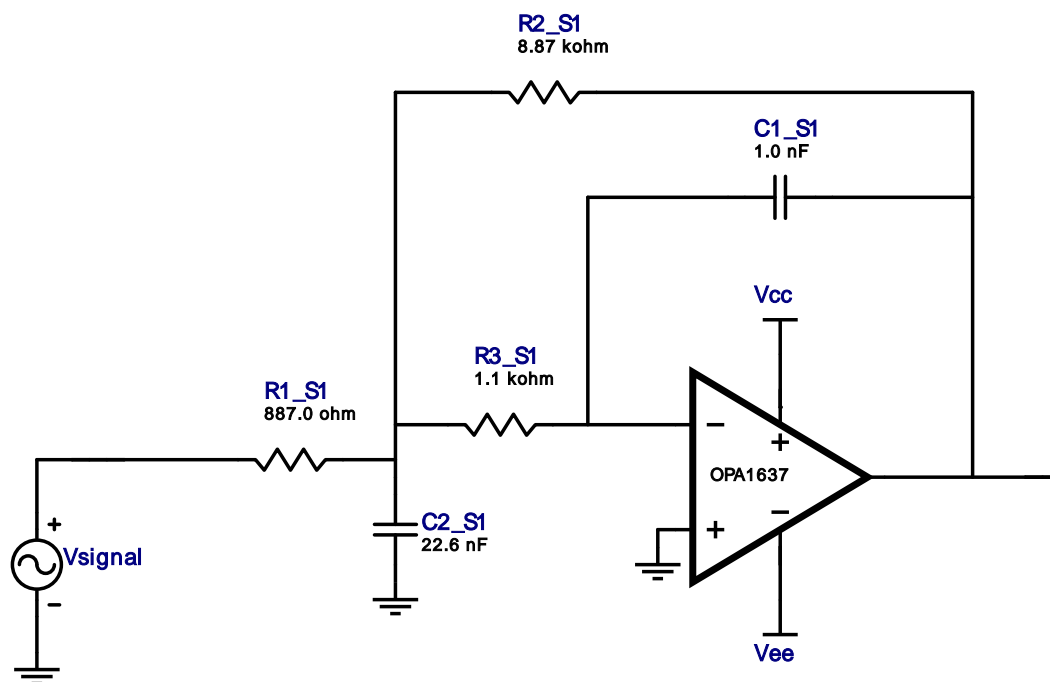 R2_S1
8.87 kohm
C1_S1
1.0 nF
Vcc
R3_S1
1.1 kohm
R1_S1
887.0 ohm
−
+
OPA1637
−
+
C2_S1
22.6 nF
+
Vsignal
−
Vee